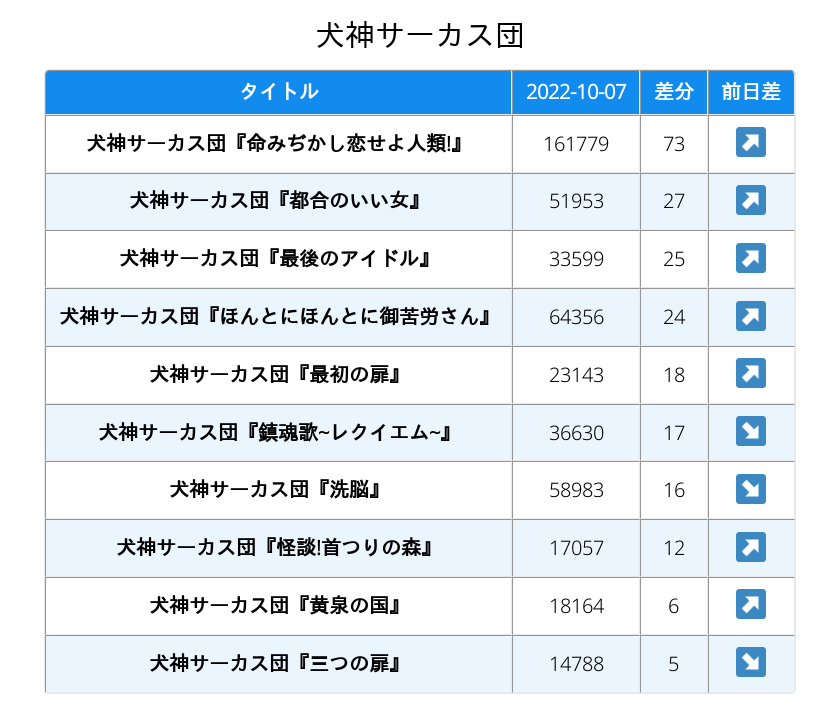 犬神サーカス団
タイトル 2022-10-07 差分 前日差
犬神サーカス団『命みぢかし恋せよ人類!』 161779 73 ↗
犬神サーカス団『都合のいい女』 51953 27 ↗
犬神サーカス団『最後のアイドル』 33599 25 ↗
犬神サーカス団『ほんとにほんとに御苦労さん』 64356 24 ↗
犬神サーカス団『最初の扉』 23143 18 ↗
犬神サーカス団『鎮魂歌~レクイエム~』 36630 17 ↘
犬神サーカス団『洗脳』 58983 16 ↘
犬神サーカス団『怪談!首つりの森』 17057 12 ↗
犬神サーカス団『黄泉の国』 18164 6 ↗
犬神サーカス団『三つの扉』 14788 5 ↘